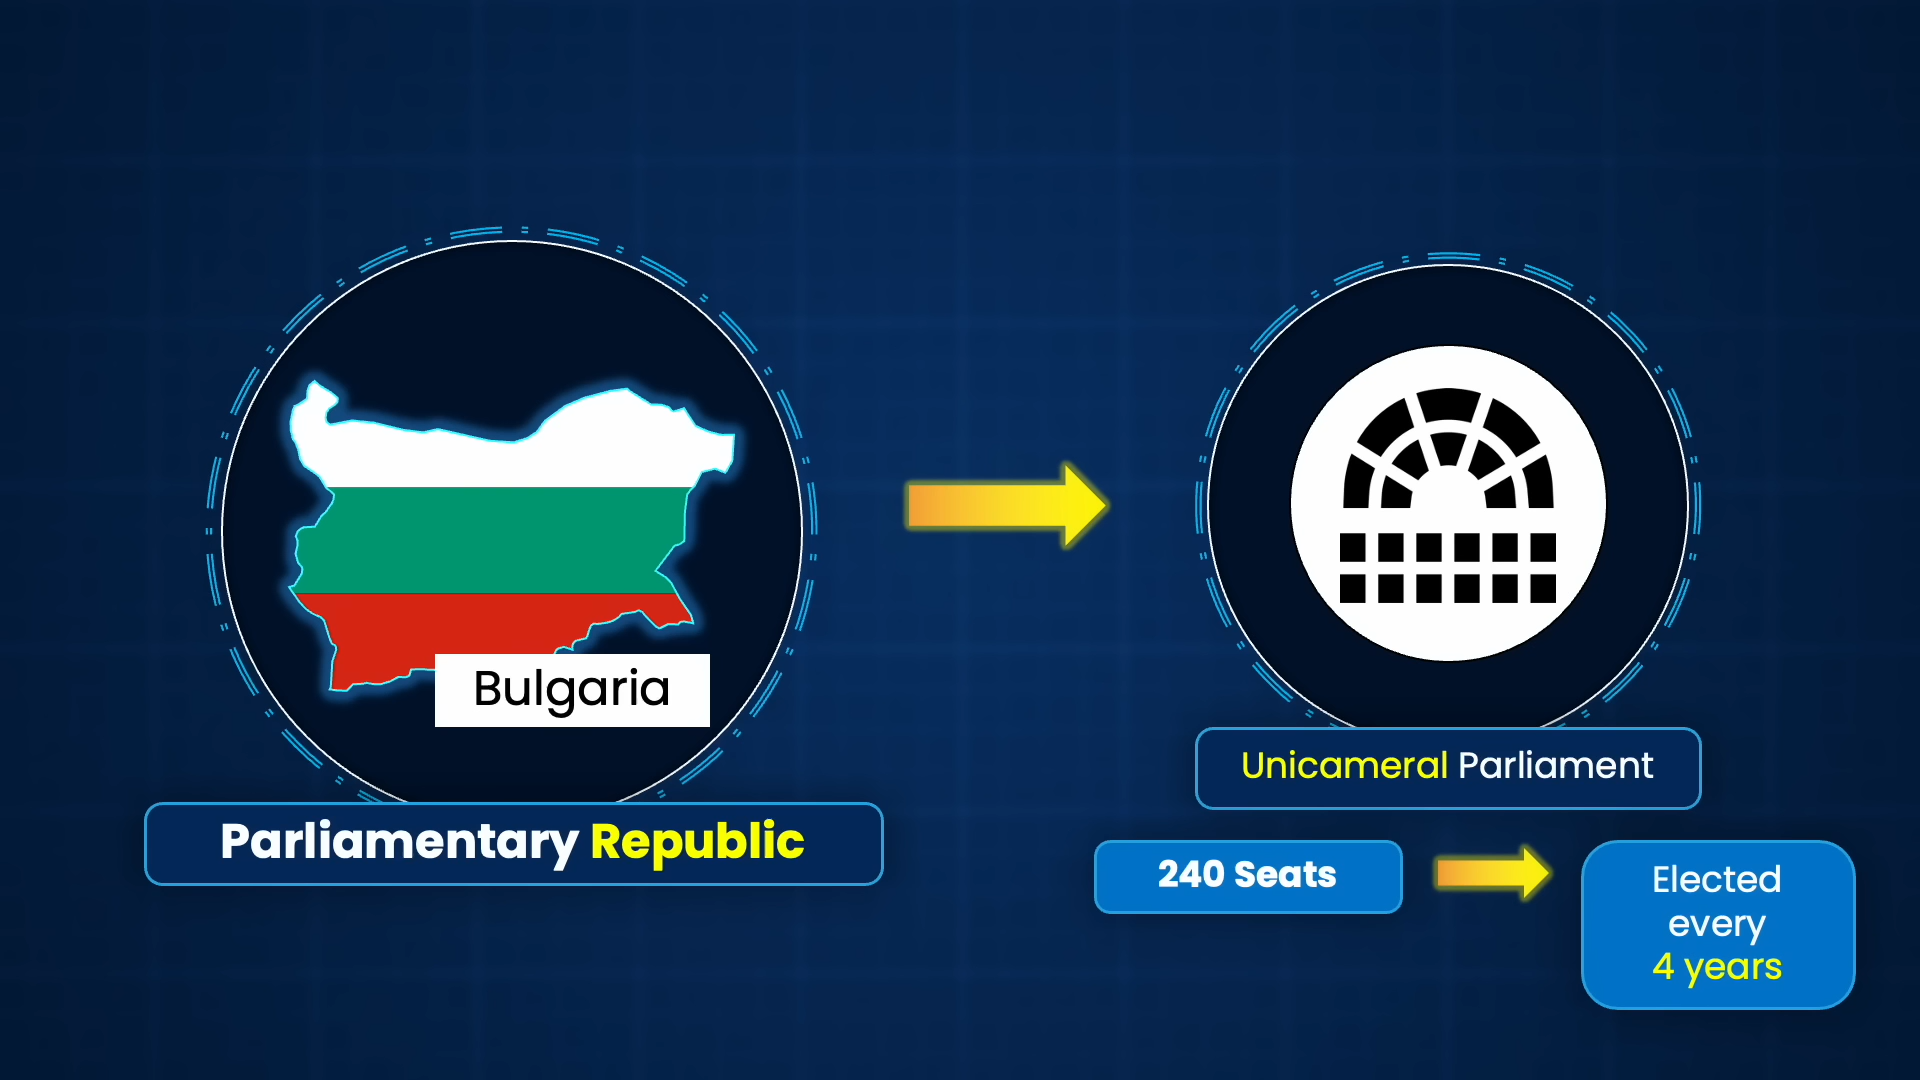 Bulgaria
Parliamentary Republic
Unicameral Parliament
240 Seats
Elected
every
4 years